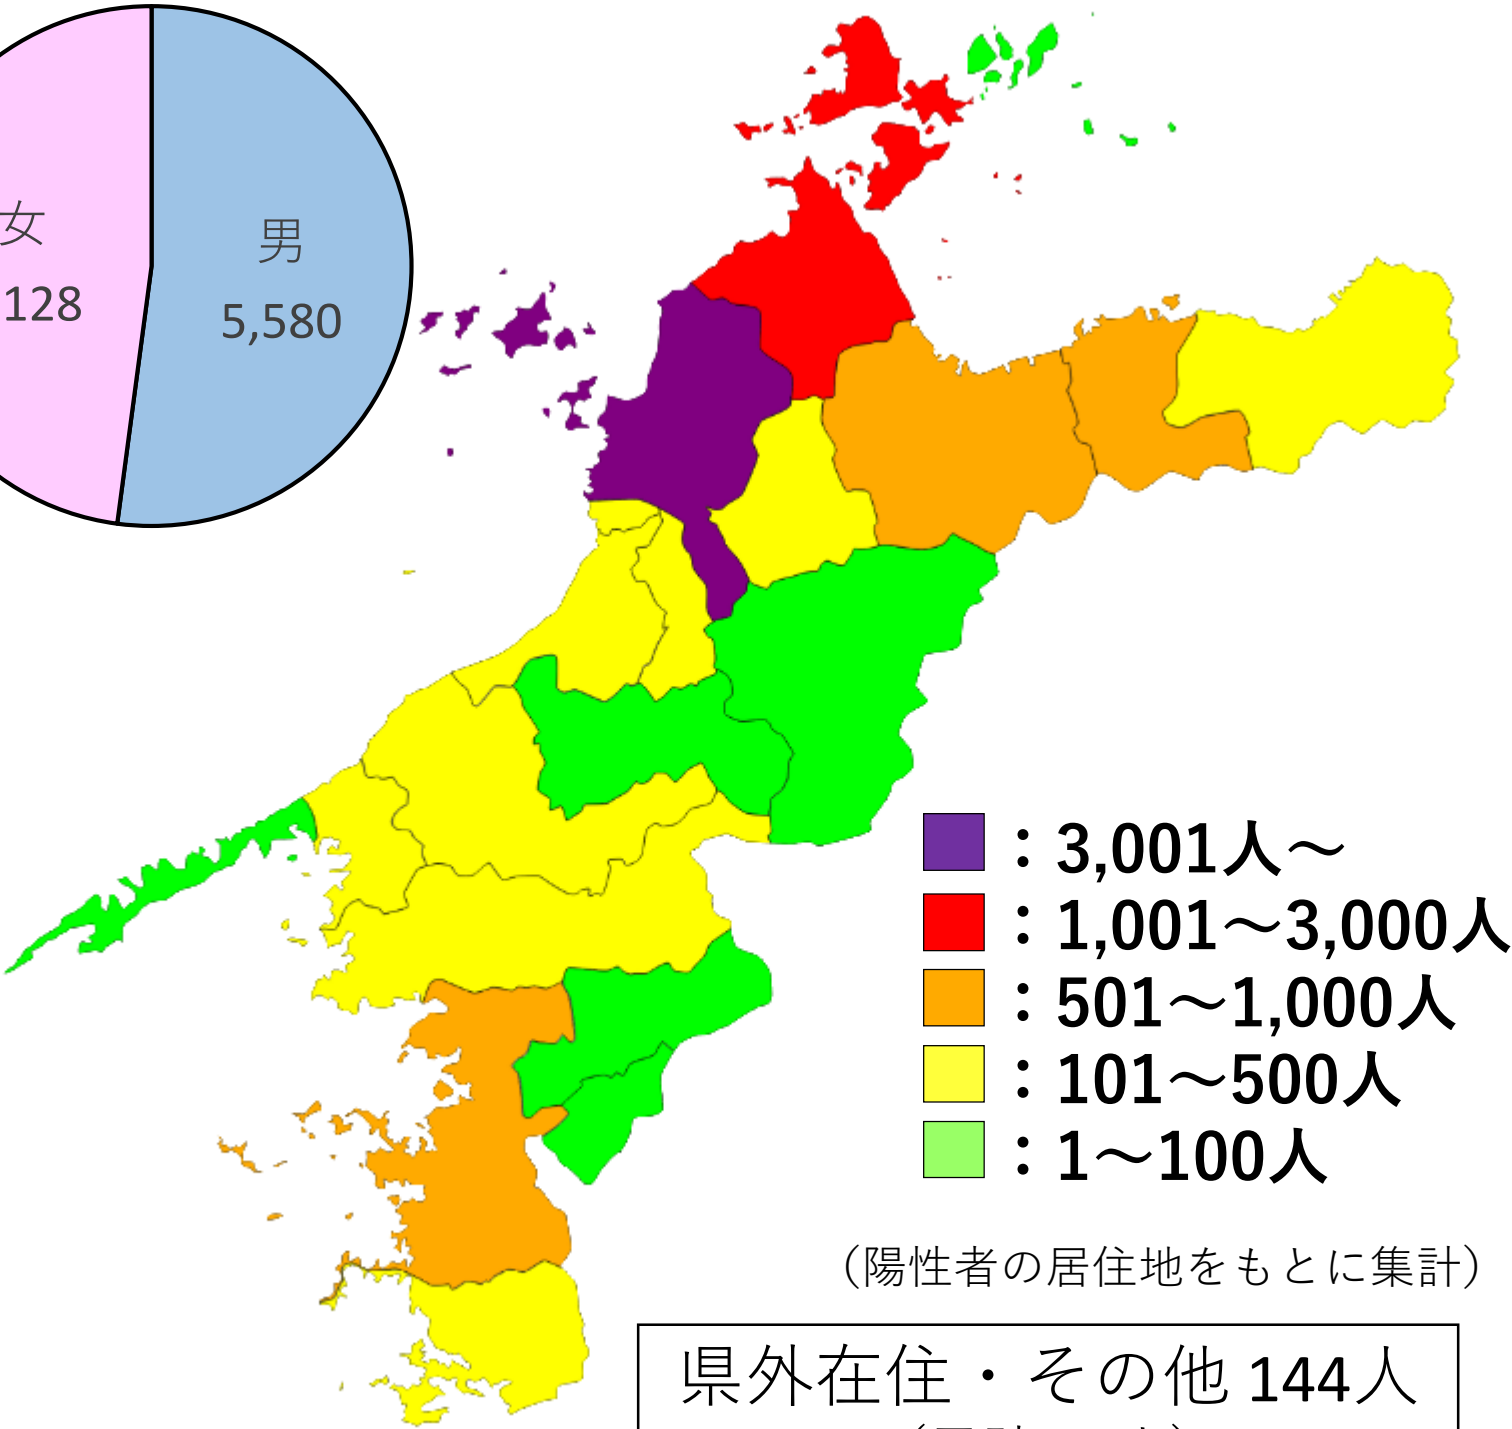 女
128
男
5,580
：3,001人～
：1,001～3,000人
：501～1,000人
：101～500人
：1～100人
（陽性者の居住地をもとに集計）
県外在住・その他 144人